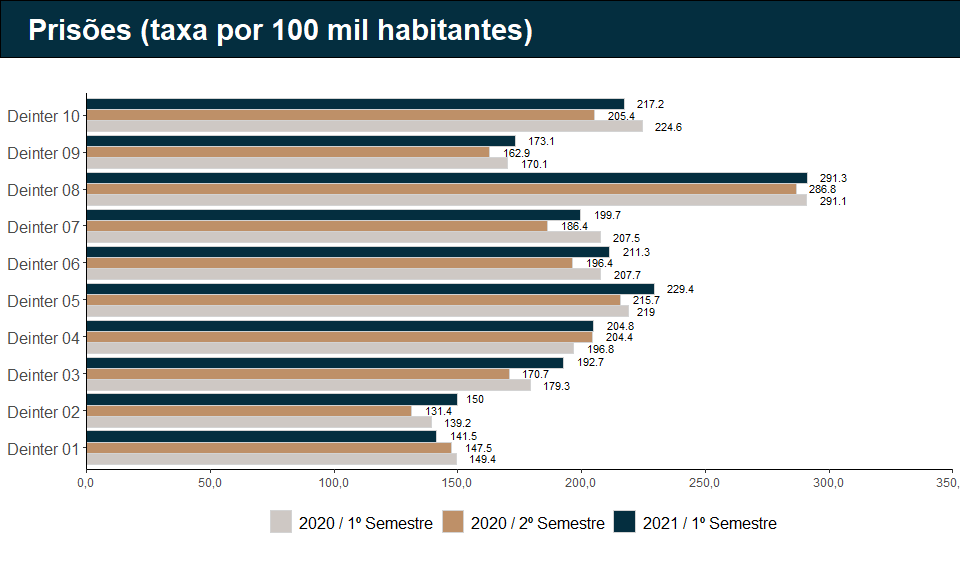 Prisões (taxa por 100 mil habitantes)
Deinter 10
217.2
205.4
224.6
Deinter 09
173.1
162.9
170.1
Deinter 08
291.3
286.8
291.1
Deinter 07
199.7
186.4
207.5
Deinter 06
211.3
196.4
207.7
Deinter 05
229.4
215.7
219
Deinter 04
204.8
204.4
196.8
Deinter 03
192.7
170.7
179.3
Deinter 02
150
131.4
139.2
Deinter 01
141.5
147.5
149.4
0,0 50,0 100,0 150,0 200,0 250,0 300,0 350,
2020 / 1º Semestre 2020 / 2º Semestre 2021 / 1º Semestre